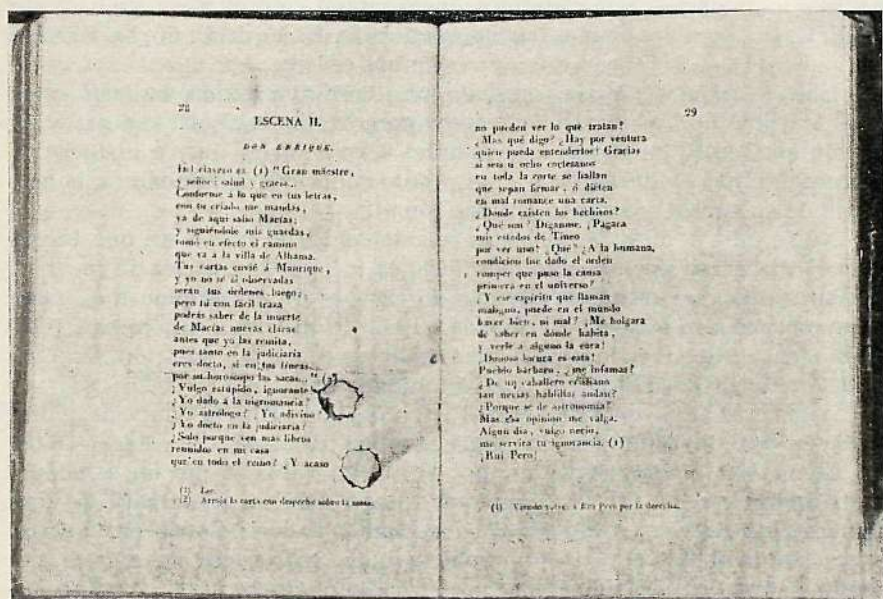 28
ESCENA II.
DON ENRIQUE.
(1) "Gran mäestre,
y señor: salud y gracia..
Conforme á lo que en tus letras,
con tu criado me mandas,
ya de aqui salió Macías;
y siguiéndole mis guardas,
tomó en efecto el camino
que va á la villa de Alhama.
Tus cartas envié á Manrique,
y yo no sé si observadas
serán tus órdenes luego;
pero tú con fácil traza
podrás saber de la muerte
de Macías nuevas claras
antes que yo las remita,
pues tanto en la judiciaria
eres docto, si en tus líneas
por su horóscopo las sacas..." (2)
¡Vulgo estúpido, ignorante!
¿Yo dado á la nigromancia?
¿Yo astrólogo? ¿Yo adivino?
¿Yo docto en la judiciaria?
¿Solo porque ven mas libros
reunidos en mi casa
que en todo el reino? ¿Y acaso
(1) Lee.
(2) Arroja la carta con despecho sobre la mesa.
29
no pueden ver lo que tratan?
¿Mas qué digo? ¿Hay por ventura
quien pueda entenderlos? Gracias
si seis ú ocho cortesanos
en toda la corte se hallan
que sepan firmar, ó dicten
en mal romance una carta.
¿Donde existen los hechizos?
¿Qué son? Díganme. ¡Pagara
mis estados de Tineo
por ver uno! ¿Qué? ¿A la humana
condicion fue dado el órden
romper que puso la causa
primera en el universo?
¿Y ese espíritu que llaman
maligno, puede en el mundo
hacer bien, ni mal? ¡Me holgara
de saber en dónde habita,
y verle á alguno la cara!
¡Donosa locura es esta!
Pueblo bárbaro, ¿me infamas?
¿De un caballero cristiano
tan necias hablillas andan?
¿Porque sé de astronomía?
Mas esa opinion me valga.
Algun dia, vulgo necio,
me servirá tu ignorancia. (1)
¡Rui Pero!
(1) Viendo á Rui Pero por la derecha.